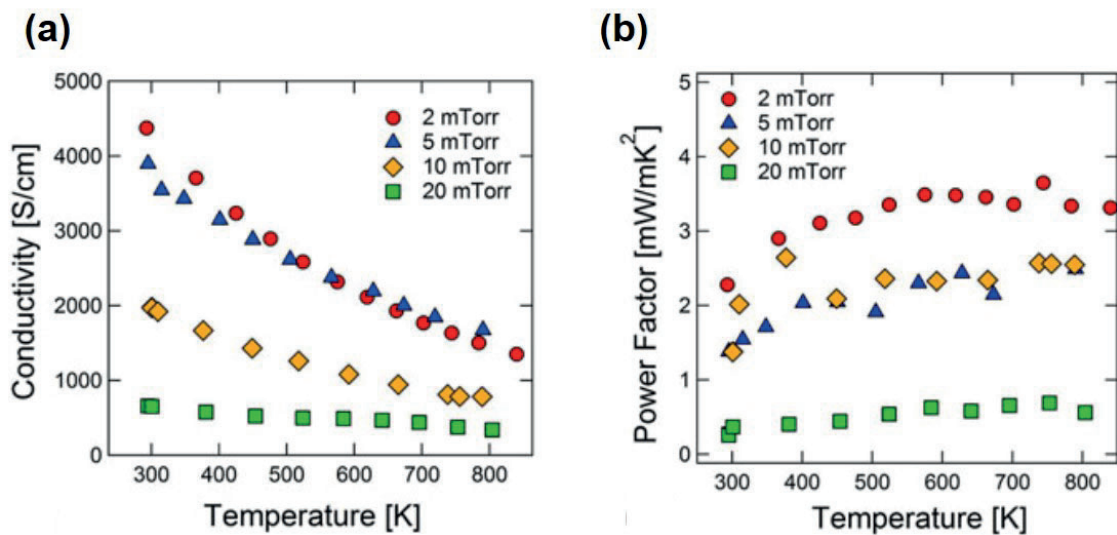 (a)
Conductivity [S/cm]
5000
4000
3000
2000
1000
0
2 mTorr
5 mTorr
10 mTorr
20 mTorr
300 400 500 600 700 800
Temperature [K]
(b)
Power Factor [mW/mK²]
5
4
3
2
1
0
2 mTorr
5 mTorr
10 mTorr
20 mTorr
300 400 500 600 700 800
Temperature [K]